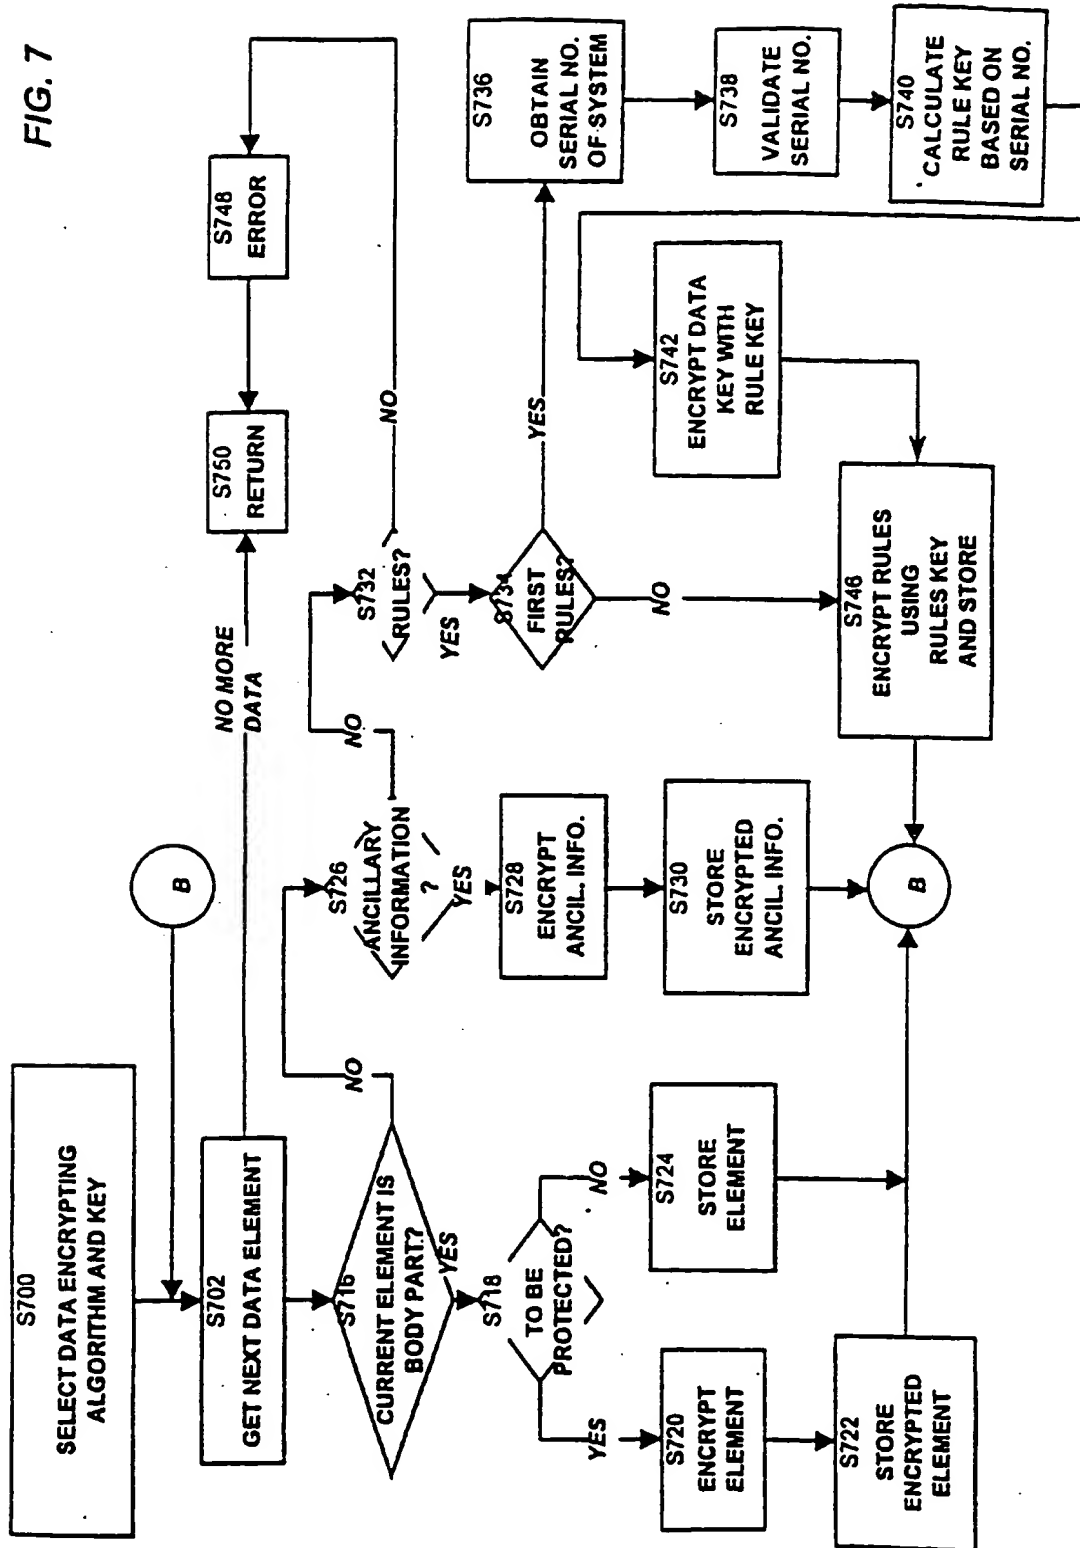 FIG. 7
S700
SELECT DATA ENCRYPTING
ALGORITHM AND KEY
B
S702
GET NEXT DATA ELEMENT
NO MORE
DATA
S750
RETURN
S748
ERROR
S716
CURRENT ELEMENT IS
BODY PART?
NO
YES
S726
ANCILLARY
INFORMATION
?
NO
YES
S732
RULES?
NO
YES
S718
TO BE
PROTECTED?
YES
NO
S728
ENCRYPT
ANCIL. INFO.
S734
FIRST
RULES?
YES
NO
S736
OBTAIN
SERIAL NO.
OF SYSTEM
S720
ENCRYPT
ELEMENT
S724
STORE
ELEMENT
S730
STORE
ENCRYPTED
ANCIL. INFO.
S742
ENCRYPT DATA
KEY WITH
RULE KEY
S738
VALIDATE
SERIAL NO.
S722
STORE
ENCRYPTED
ELEMENT
B
S746
ENCRYPT RULES
USING
RULES KEY
AND STORE
S740
CALCULATE
RULE KEY
BASED ON
SERIAL NO.